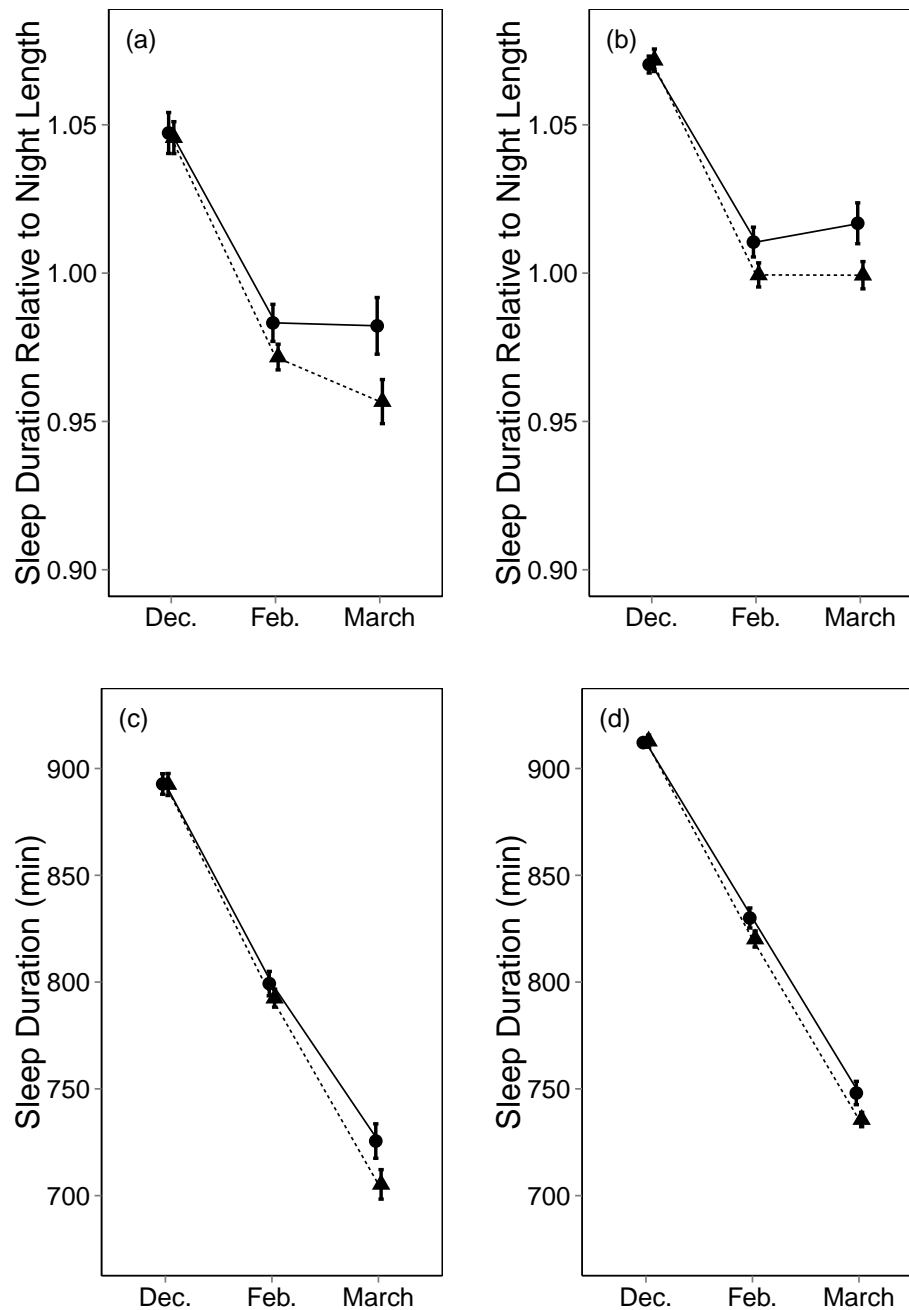 (a)
Sleep Duration Relative to Night Length
1.05
1.00
0.95
0.90
Dec. Feb. March
(b)
Sleep Duration Relative to Night Length
1.05
1.00
0.95
0.90
Dec. Feb. March
(c)
Sleep Duration (min)
900
850
800
750
700
Dec. Feb. March
(d)
Sleep Duration (min)
900
850
800
750
700
Dec. Feb. March